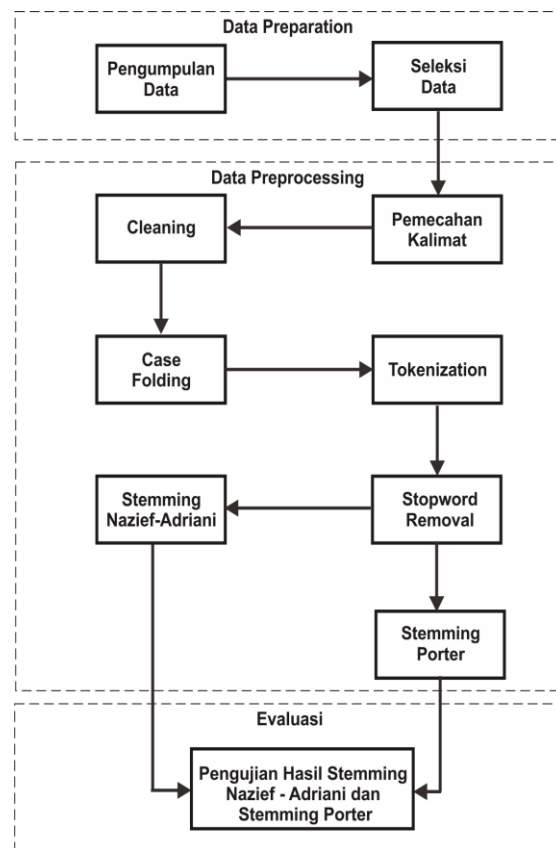 Data Preparation
Pengumpulan
Data
Seleksi
Data
Data Preprocessing
Pemecahan
Kalimat
Cleaning
Case
Folding
Tokenization
Stopword
Removal
Stemming
Nazief-Adriani
Stemming
Porter
Evaluasi
Pengujian Hasil Stemming
Nazief - Adriani dan
Stemming Porter